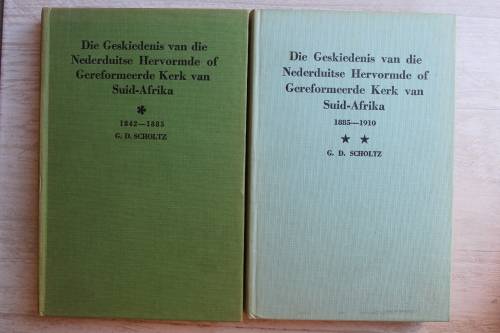 Die Geskiedenis van die
Nederduitse Hervormde of
Gereformeerde Kerk van
Suid-Afrika
1842—1885
G. D. SCHOLTZ
Die Geskiedenis van die
Nederduitse Hervormde of
Gereformeerde Kerk van
Suid-Afrika
1885—1910
G. D. SCHOLTZ